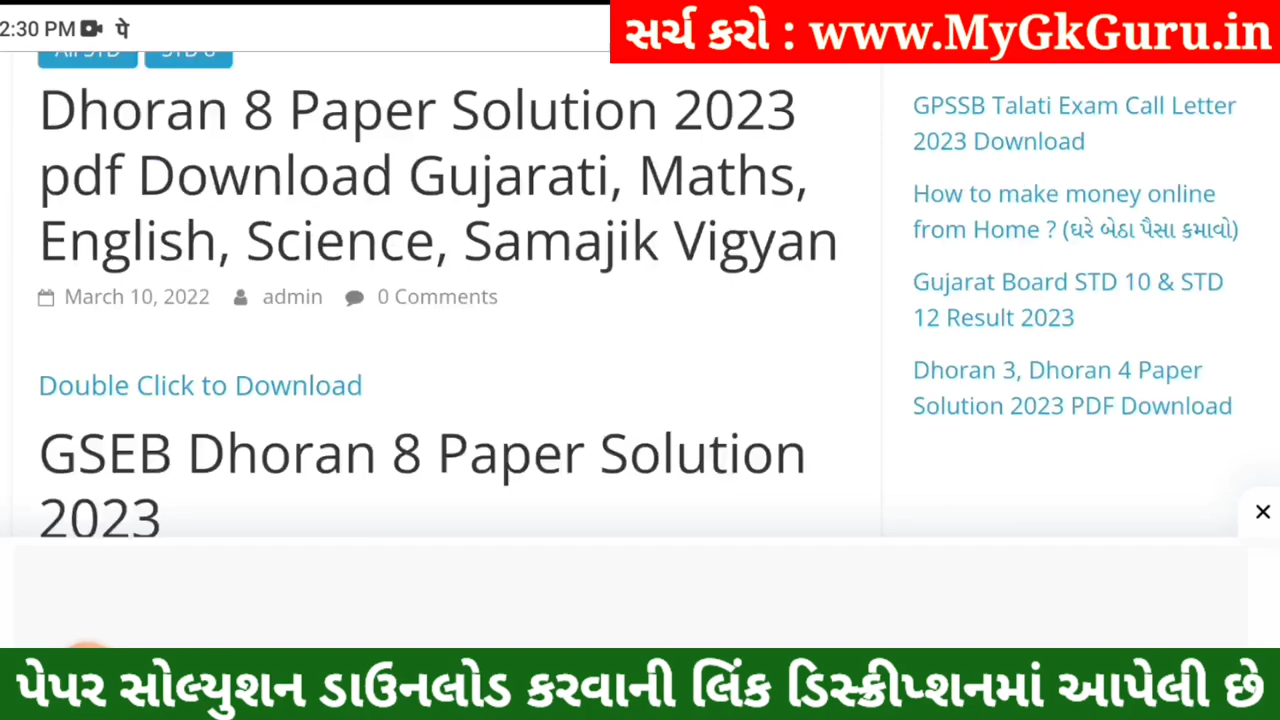 2:30 PM पे
સર્ચ કરો : www.MyGkGuru.in
All STD STD 8
Dhoran 8 Paper Solution 2023
pdf Download Gujarati, Maths,
English, Science, Samajik Vigyan
March 10, 2022 admin 0 Comments
Double Click to Download
GSEB Dhoran 8 Paper Solution
2023
GPSSB Talati Exam Call Letter
2023 Download
How to make money online
from Home ? (ઘરે બેઠા પૈસા કમાવો)
Gujarat Board STD 10 & STD
12 Result 2023
Dhoran 3, Dhoran 4 Paper
Solution 2023 PDF Download
પેપર સોલ્યુશન ડાઉનલોડ કરવાની લિંક ડિસ્ક્રીપ્શનમાં આપેલી છે